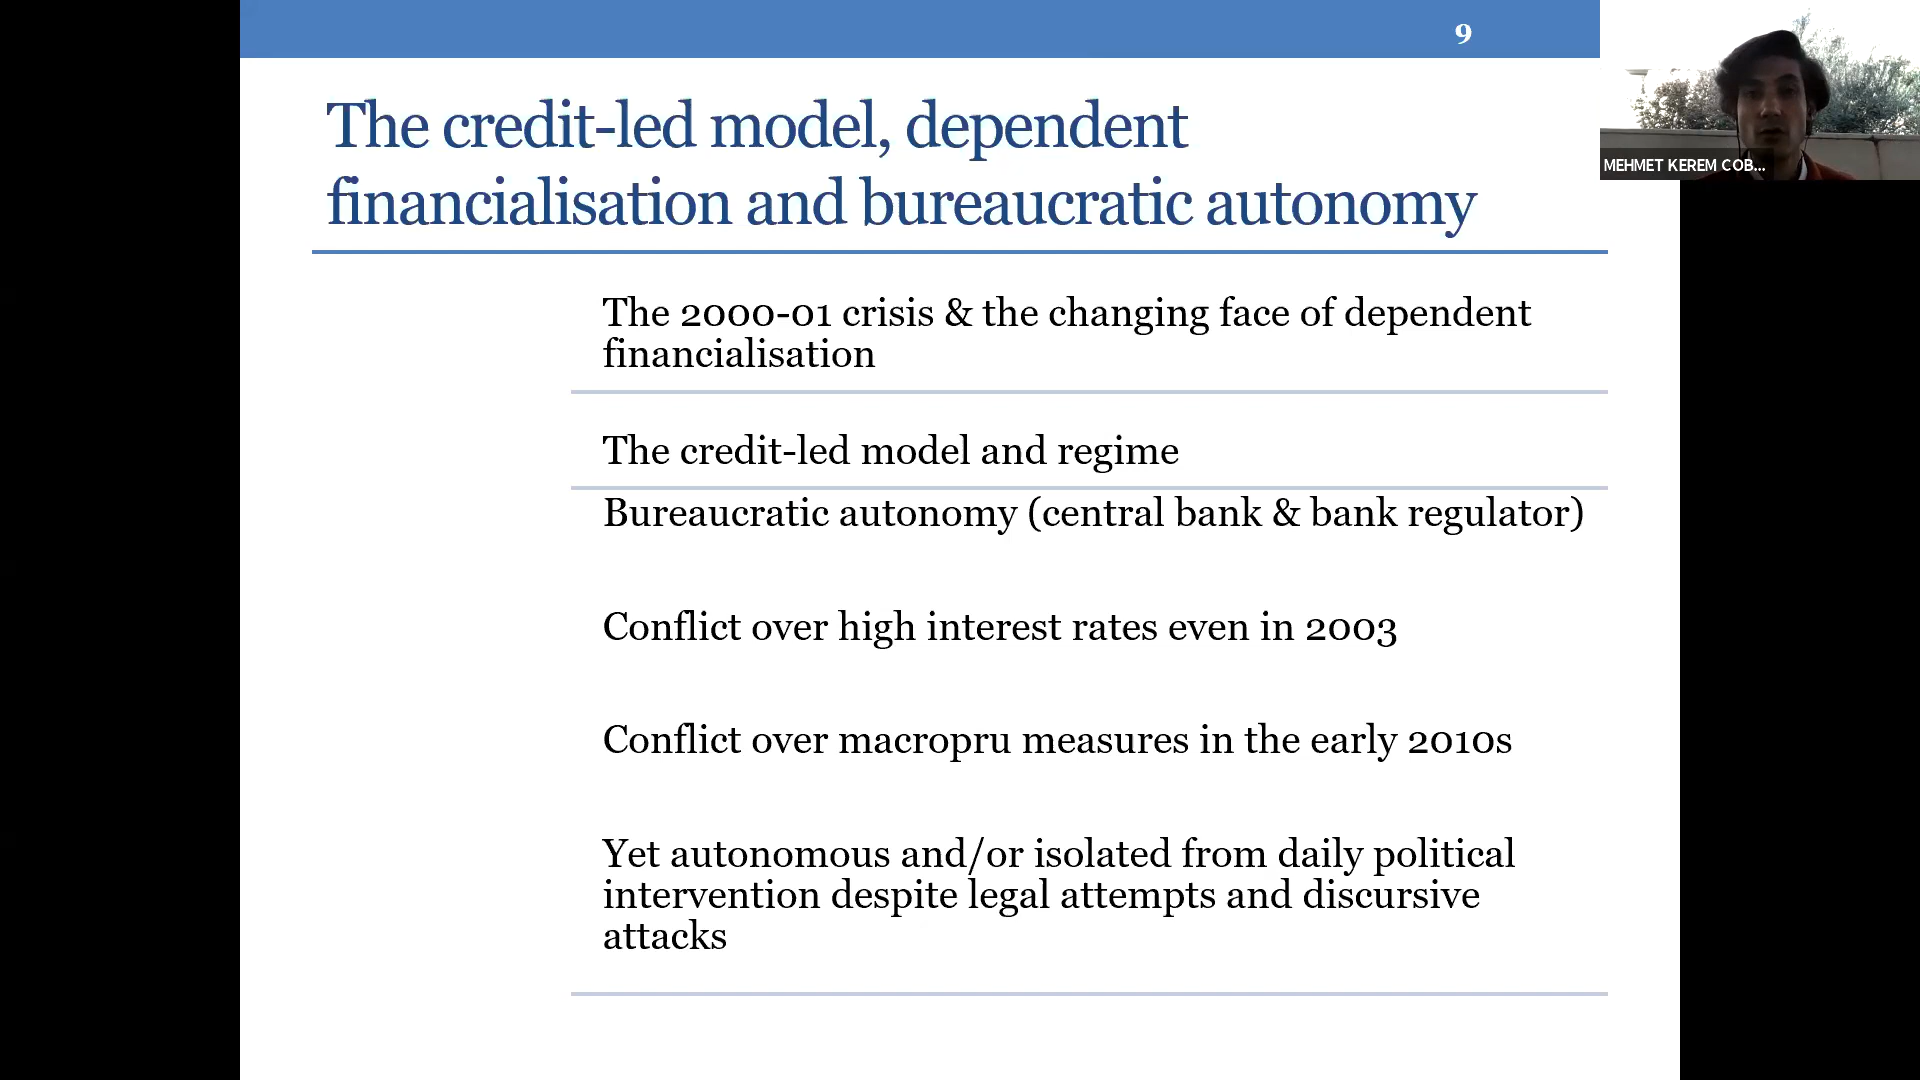 9
MEHMET KEREM COB...
The credit-led model, dependent
financialisation and bureaucratic autonomy
The 2000-01 crisis & the changing face of dependent
financialisation
The credit-led model and regime
Bureaucratic autonomy (central bank & bank regulator)
Conflict over high interest rates even in 2003
Conflict over macropru measures in the early 2010s
Yet autonomous and/or isolated from daily political
intervention despite legal attempts and discursive
attacks